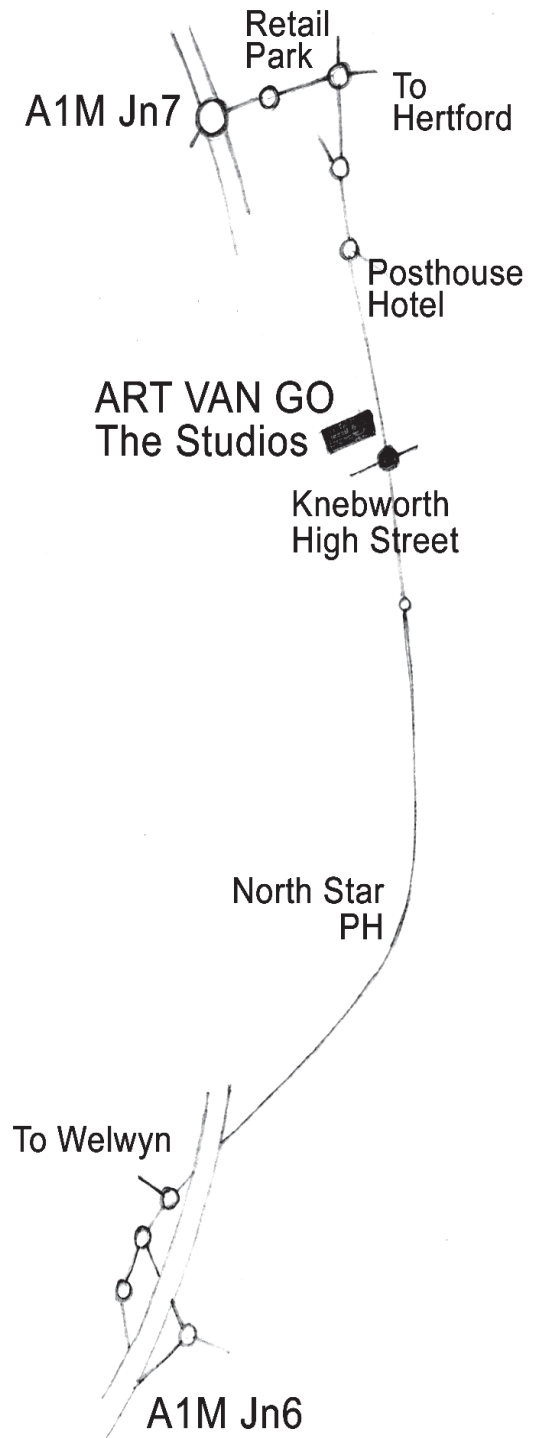 Retail
Park
A1M Jn7
To
Hertford
Posthouse
Hotel
ART VAN GO
The Studios
Knebworth
High Street
North Star
PH
To Welwyn
A1M Jn6